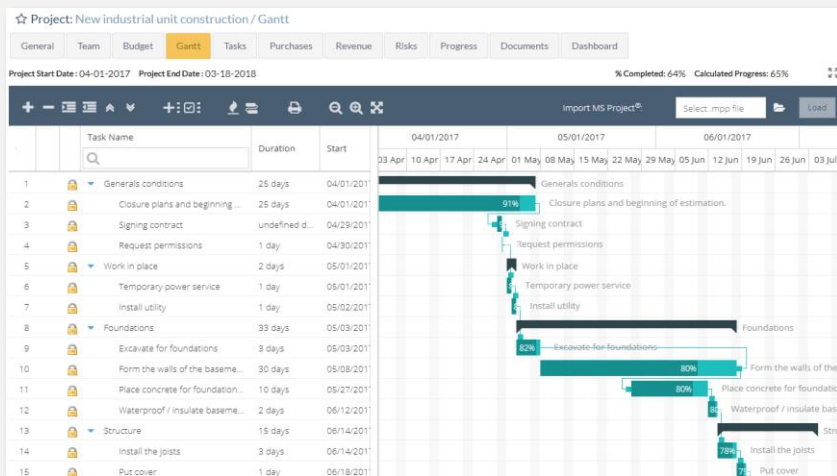 Project: New industrial unit construction / Gantt
General Team Budget Gantt Tasks Purchases Revenue Risks Progress Documents Dashboard
Project Start Date: 04-01-2017 Project End Date: 03-18-2018 % Completed: 64% Calculated Progress: 65%
Import MS Project®: Select .mpp file Load
Task Name Duration Start 04/01/2017 05/01/2017 06/01/2017
03 Apr 10 Apr 17 Apr 24 Apr 01 May 08 May 15 May 22 May 29 May 05 Jun 12 Jun 19 Jun 26 Jun 03 Jul
1 Generals conditions 25 days 04/01/201 Generals conditions
2 Closure plans and beginning ... 25 days 04/01/201 91% Closure plans and beginning of estimation.
3 Signing contract undefined d... 04/29/201 Signing contract
4 Request permissions 1 day 04/30/201 Request permissions
5 Work in place 2 days 05/01/201 Work in place
6 Temporary power service 1 day 05/01/201 Temporary power service
7 Install utility 1 day 05/02/201 Install utility
8 Foundations 33 days 05/03/201 Foundations
9 Excavate for foundations 3 days 05/03/201 82% Excavate for foundations
10 Form the walls of the baseme... 30 days 05/08/201 80% Form the walls of the
11 Place concrete for foundation... 10 days 05/27/201 80% Place concrete for foundatio
12 Waterproof / insulate baseme... 2 days 06/12/201 Waterproof / insulate bas
13 Structure 15 days 06/14/201 Str
14 Install the joists 3 days 06/14/201 78% Install the joists
15 Put cover 1 day 06/18/201 Put cover